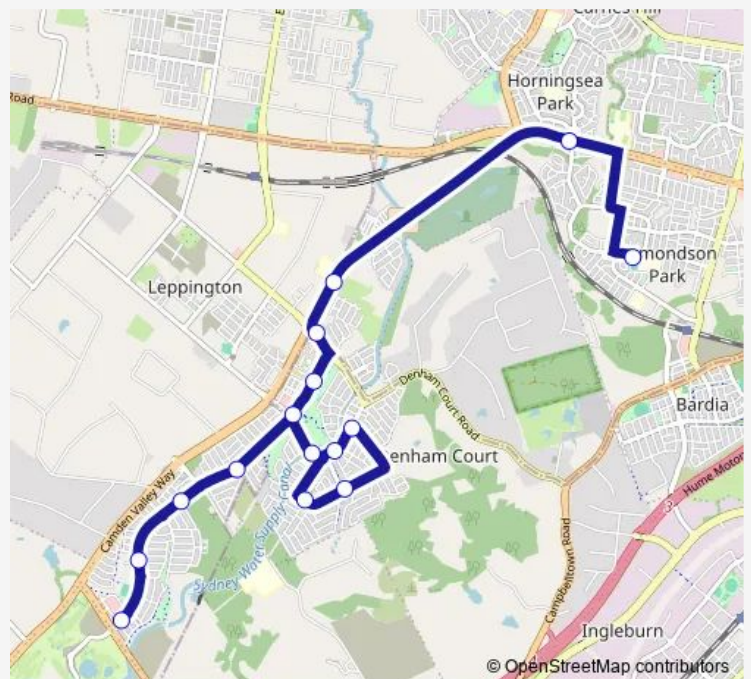 Horningsea
Park
Road
mondson
Park
Leppington
Denham Court Road
Bardia
enham Court
Camden Valley Way
Hume Motor
Sydney Water Supply Cana
Campbelltown Road
Ingleburn
© OpenStreetMap contributors